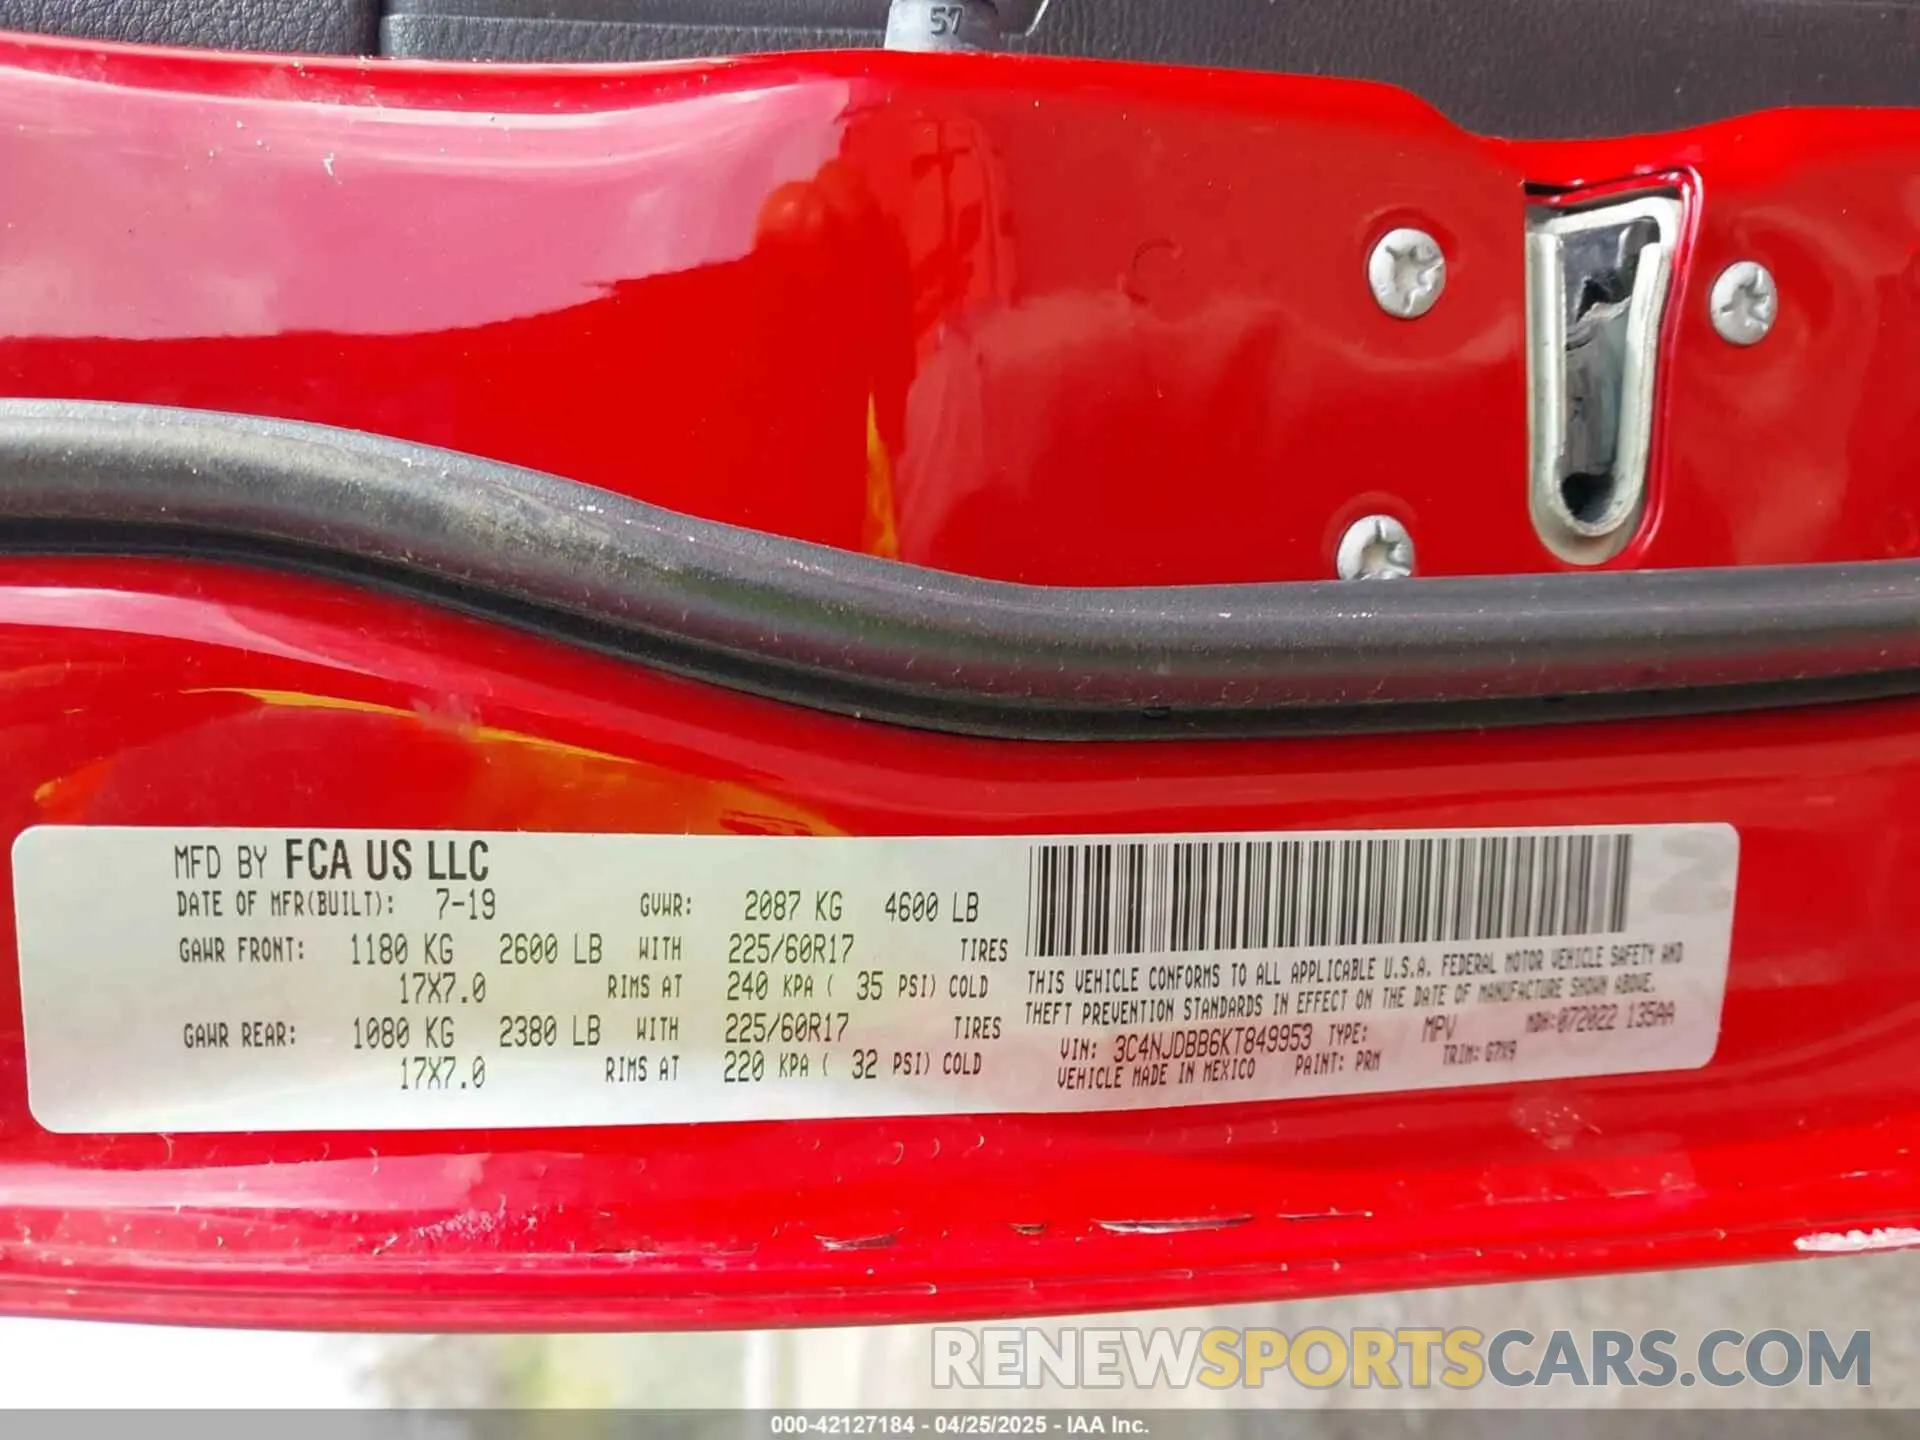 57
MFD BY FCA US LLC
DATE OF MFR(BUILT): 7-19 GVWR: 2087 KG 4600 LB
GAWR FRONT: 1180 KG 2600 LB WITH 225/60R17 TIRES
17X7.0 RIMS AT 240 KPA ( 35 PSI) COLD
GAWR REAR: 1080 KG 2380 LB WITH 225/60R17 TIRES
17X7.0 RIMS AT 220 KPA ( 32 PSI) COLD
THIS VEHICLE CONFORMS TO ALL APPLICABLE U.S.A. FEDERAL MOTOR VEHICLE SAFETY AND
THEFT PREVENTION STANDARDS IN EFFECT ON THE DATE OF MANUFACTURE SHOWN ABOVE.
VIN: 3C4NJDBB6KT849953 TYPE: MPV MDH:072022 135AA
VEHICLE MADE IN MEXICO PAINT: PRM TRIM: G7X9
RENEWSPORTSCARS.COM
000-42127184 - 04/25/2025 - IAA Inc.